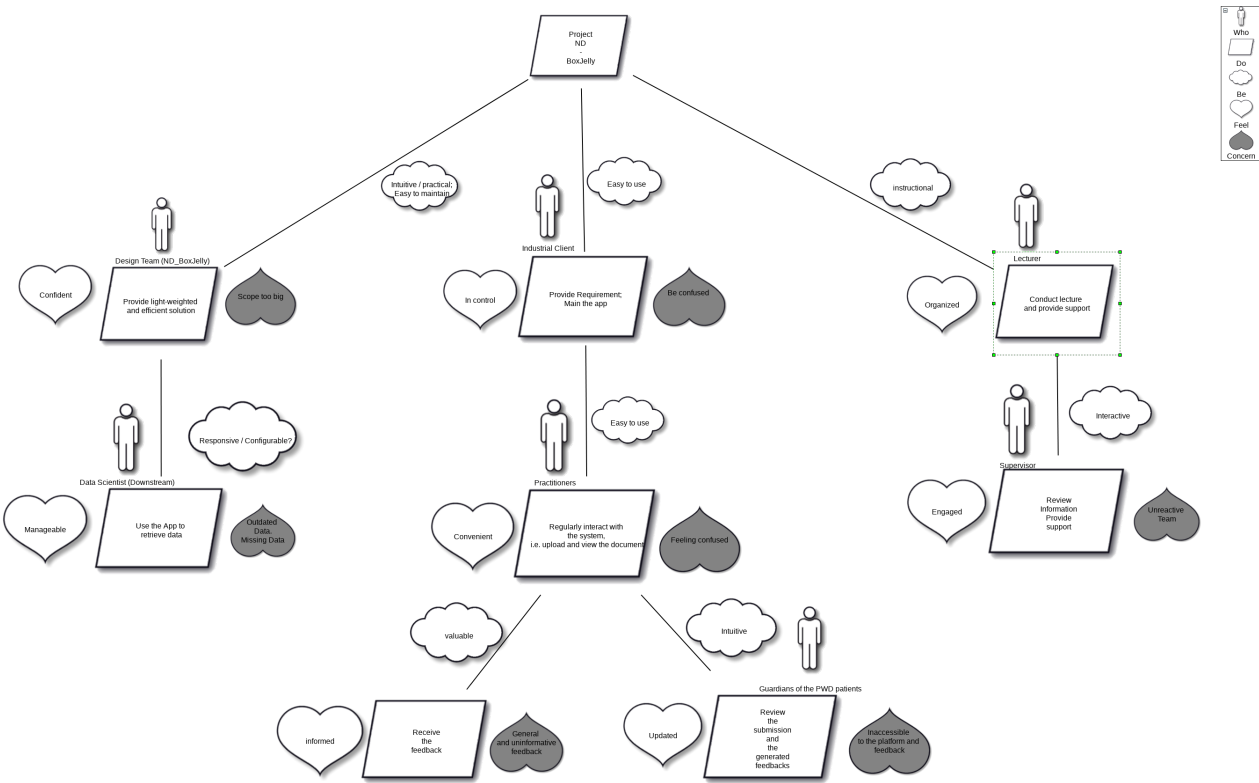 Project
ND
-
BoxJelly
Who
Do
Be
Feel
Concern
Intuitive / practical;
Easy to maintain
Easy to use
instructional
Design Team (ND_BoxJelly)
Confident
Provide light-weighted
and efficient solution
Scope too big
Industrial Client
In control
Provide Requirement;
Main the app
Be confused
Lecturer
Organized
Conduct lecture
and provide support
Responsive / Configurable?
Easy to use
Interactive
Data Scientist (Downstream)
Manageable
Use the App to
retrieve data
Outdated
Data.
Missing Data
Practitioners
Convenient
Regularly interact with
the system,
i.e. upload and view the document
Feeling confused
Supervisor
Engaged
Review
Information
Provide
support
Unreactive
Team
valuable
Intuitive
informed
Receive
the
feedback
General
and uninformative
feedback
Guardians of the PWD patients
Updated
Review
the
submission
and
the
generated
feedbacks
Inaccessible
to the platform and
feedback